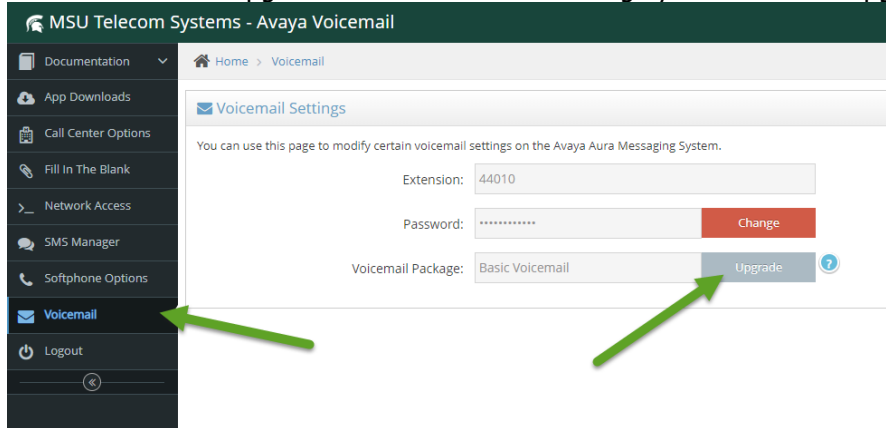 MSU Telecom Systems - Avaya Voicemail
Documentation
Home > Voicemail
App Downloads
Voicemail Settings
Call Center Options
You can use this page to modify certain voicemail settings on the Avaya Aura Messaging System.
Fill In The Blank
Extension: 44010
>_ Network Access
Password: •••••••••••• Change
SMS Manager
Voicemail Package: Basic Voicemail Upgrade ?
Softphone Options
Voicemail
Logout
«